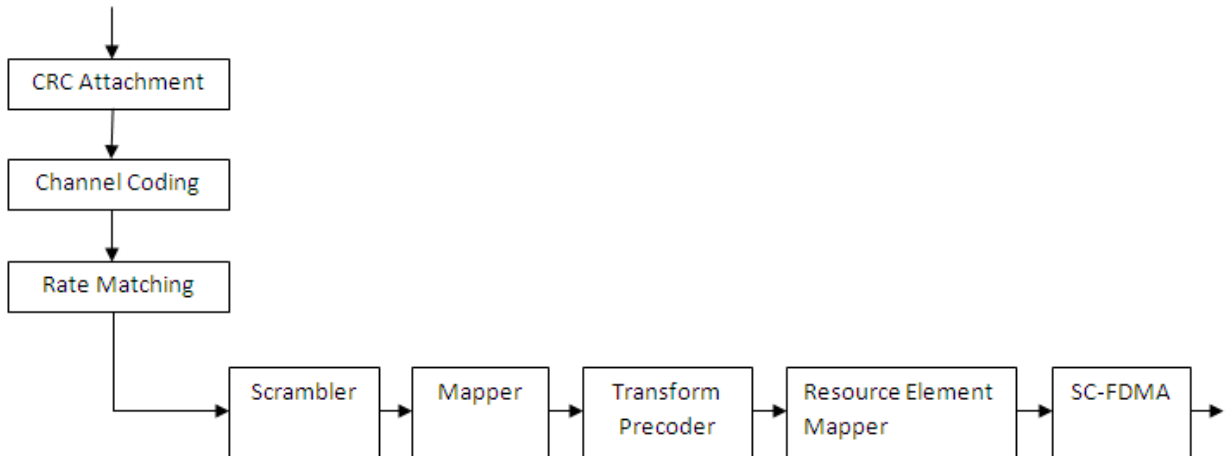 CRC Attachment
Channel Coding
Rate Matching
Scrambler
Mapper
Transform
Precoder
Resource Element
Mapper
SC-FDMA